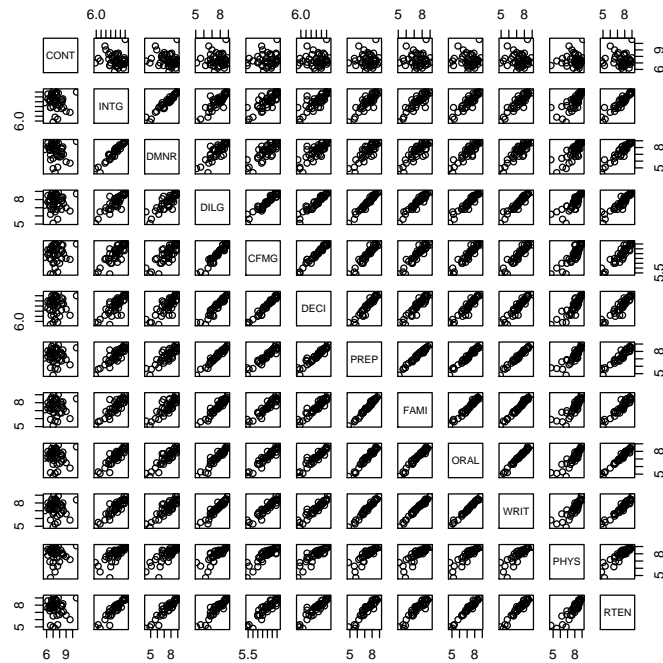 6.0 5 8 6.0 5 8 5 8
CONT 6 9
6.0 INTG
DMNR 5 8
5 8 DILG
CFMG 5.5
6.0 DECI
PREP 5 8
5 8 FAMI
ORAL 5 8
5 8 WRIT
PHYS 5 8
5 8 RTEN
6 9 5 8 5.5 5 8 5 8 5 8